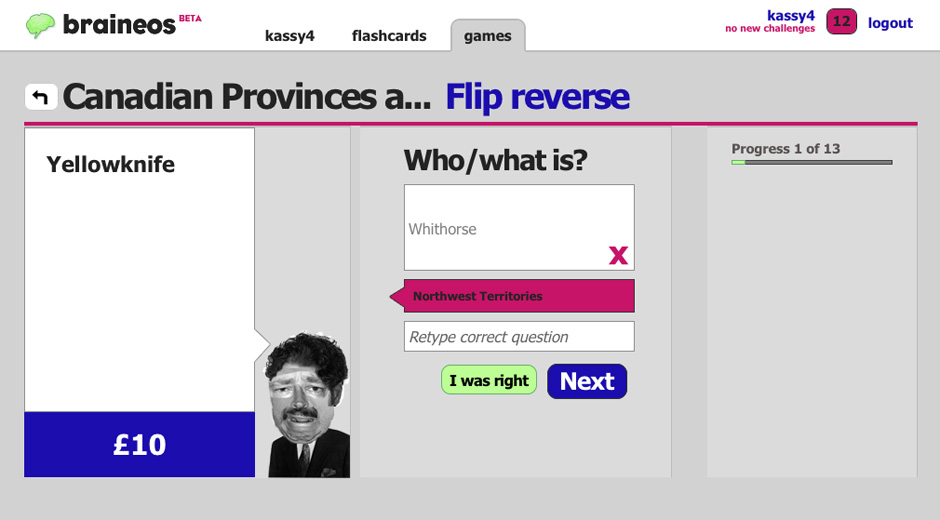 braineos BETA
kassy4
flashcards
games
kassy4
no new challenges
12
logout
Canadian Provinces a... Flip reverse
Yellowknife
£10
Who/what is?
Whithorse
X
Northwest Territories
Retype correct question
I was right
Next
Progress 1 of 13